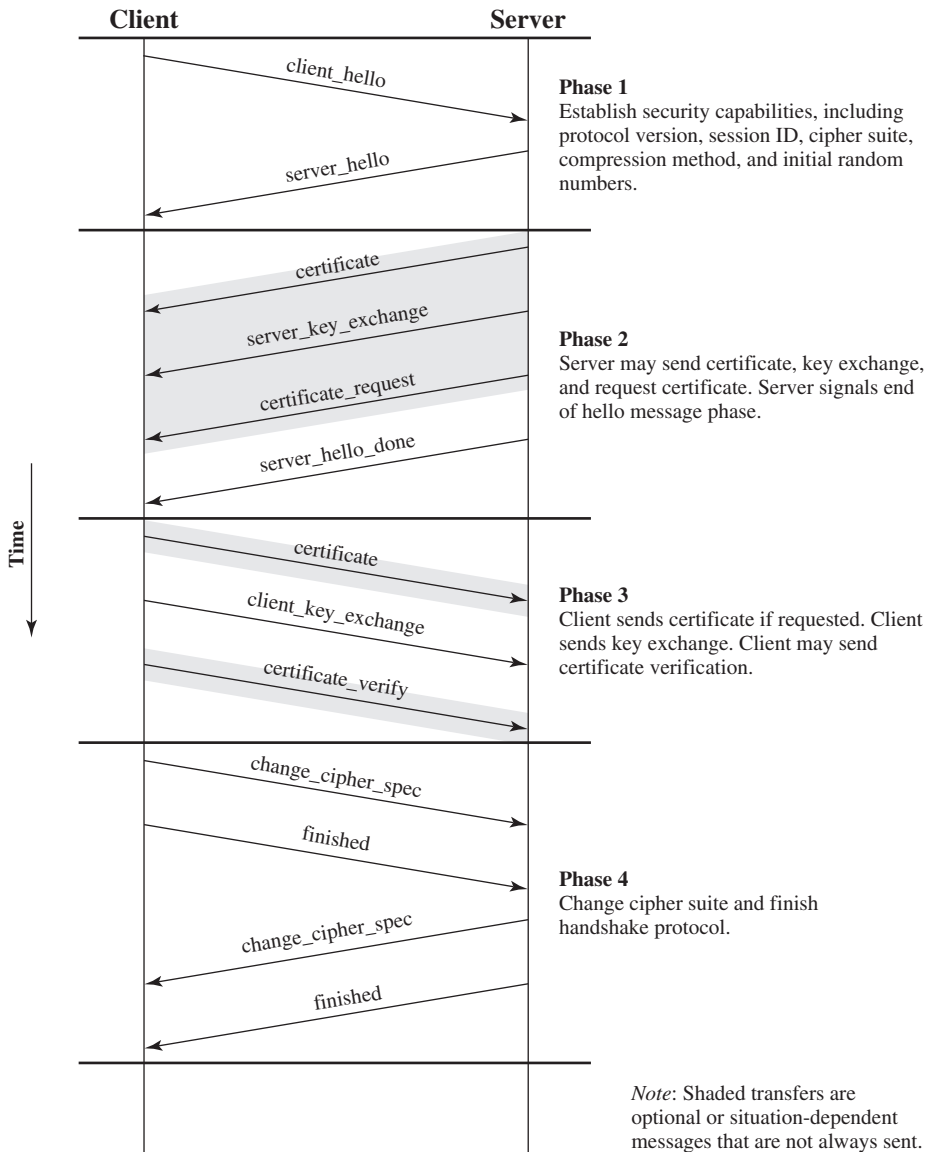 Client
Server
client_hello
server_hello
Phase 1
Establish security capabilities, including
protocol version, session ID, cipher suite,
compression method, and initial random
numbers.
certificate
server_key_exchange
certificate_request
server_hello_done
Phase 2
Server may send certificate, key exchange,
and request certificate. Server signals end
of hello message phase.
Time
certificate
client_key_exchange
certificate_verify
Phase 3
Client sends certificate if requested. Client
sends key exchange. Client may send
certificate verification.
change_cipher_spec
finished
change_cipher_spec
finished
Phase 4
Change cipher suite and finish
handshake protocol.
Note: Shaded transfers are
optional or situation-dependent
messages that are not always sent.